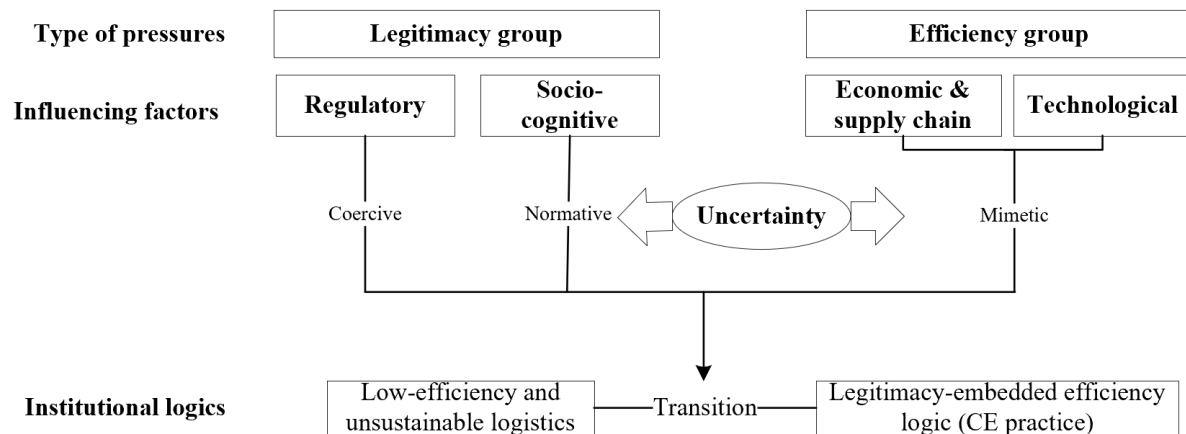 Type of pressures
Legitimacy group
Efficiency group
Influencing factors
Regulatory
Socio-
cognitive
Economic &
supply chain
Technological
Coercive
Normative
Uncertainty
Mimetic
Institutional logics
Low-efficiency and
unsustainable logistics
Transition
Legitimacy-embedded efficiency
logic (CE practice)